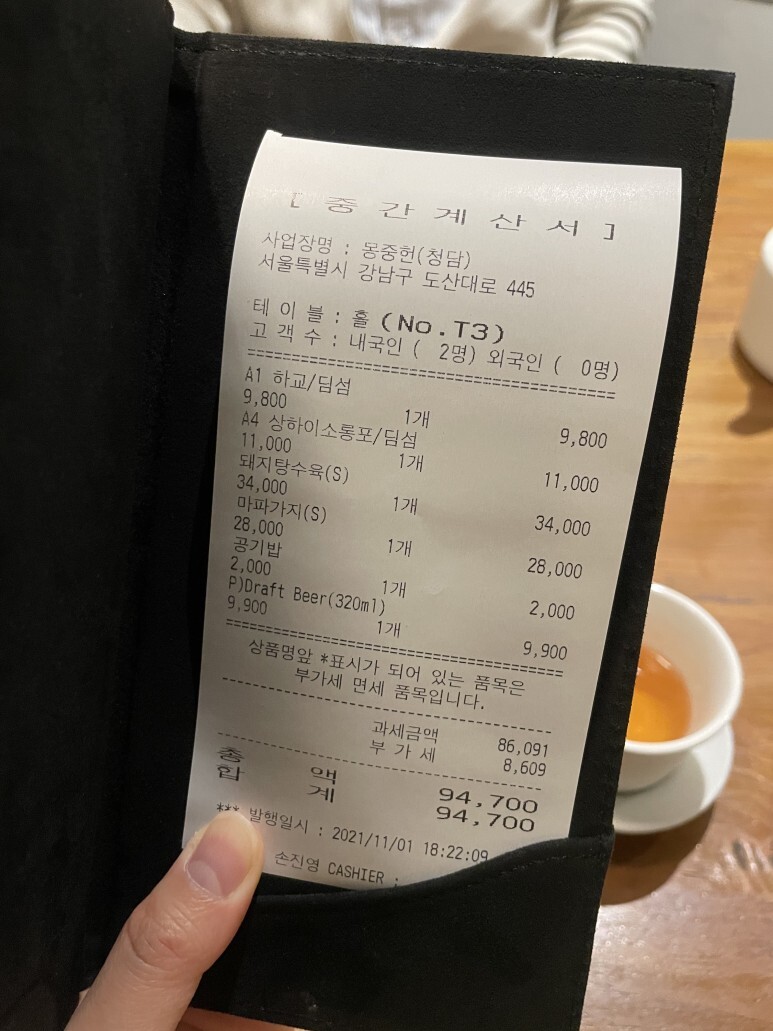 [ 중 간 계 산 서 ]
사업장명 : 몽중헌(청담)
서울특별시 강남구 도산대로 445
테 이 블 : 홀 (No.T3)
고 객 수 : 내국인 ( 2명) 외국인 ( 0명)
========================================
A1 하교/딤섬
9,800 1개 9,800
A4 상하이소롱포/딤섬
11,000 1개 11,000
돼지탕수육(S)
34,000 1개 34,000
마파가지(S)
28,000 1개 28,000
공기밥
2,000 1개 2,000
P)Draft Beer(320ml)
9,900 1개 9,900
========================================
상품명앞 *표시가 되어 있는 품목은
부가세 면세 품목입니다.
----------------------------------------
과세금액 86,091
부 가 세 8,609
----------------------------------------
총 액 94,700
합 계 94,700
*** 발행일시 : 2021/11/01 18:22:09
손진영 CASHIER :